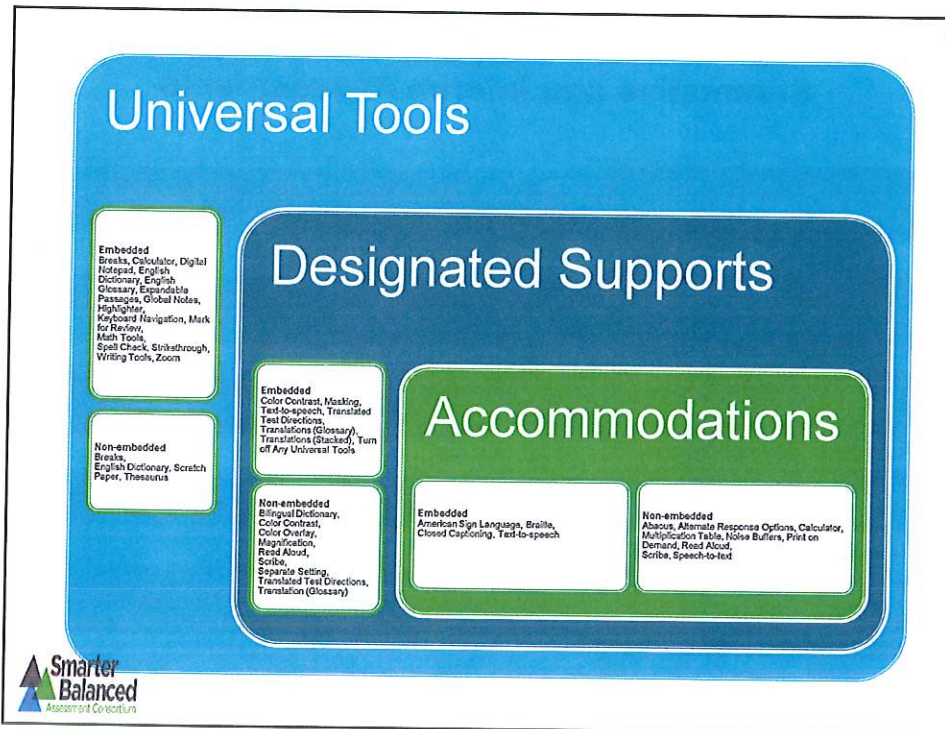 Universal Tools
Embedded
Breaks, Calculator, Digital
Notepad, English
Dictionary, English
Glossary, Expandable
Passages, Global Notes,
Highlighter,
Keyboard Navigation, Mark
for Review,
Math Tools,
Spell Check, Strikethrough,
Writing Tools, Zoom
Non-embedded
Breaks,
English Dictionary, Scratch
Paper, Thesaurus
Designated Supports
Embedded
Color Contrast, Masking,
Text-to-speech, Translated
Test Directions,
Translations (Glossary),
Translations (Stacked), Turn
off Any Universal Tools
Non-embedded
Bilingual Dictionary,
Color Contrast,
Color Overlay,
Magnification,
Read Aloud,
Scribe,
Separate Setting,
Translated Test Directions,
Translation (Glossary)
Accommodations
Embedded
American Sign Language, Braille,
Closed Captioning, Text-to-speech
Non-embedded
Abacus, Alternate Response Options, Calculator,
Multiplication Table, Noise Buffers, Print on
Demand, Read Aloud,
Scribe, Speech-to-text
Smarter
Balanced
Assessment Consortium